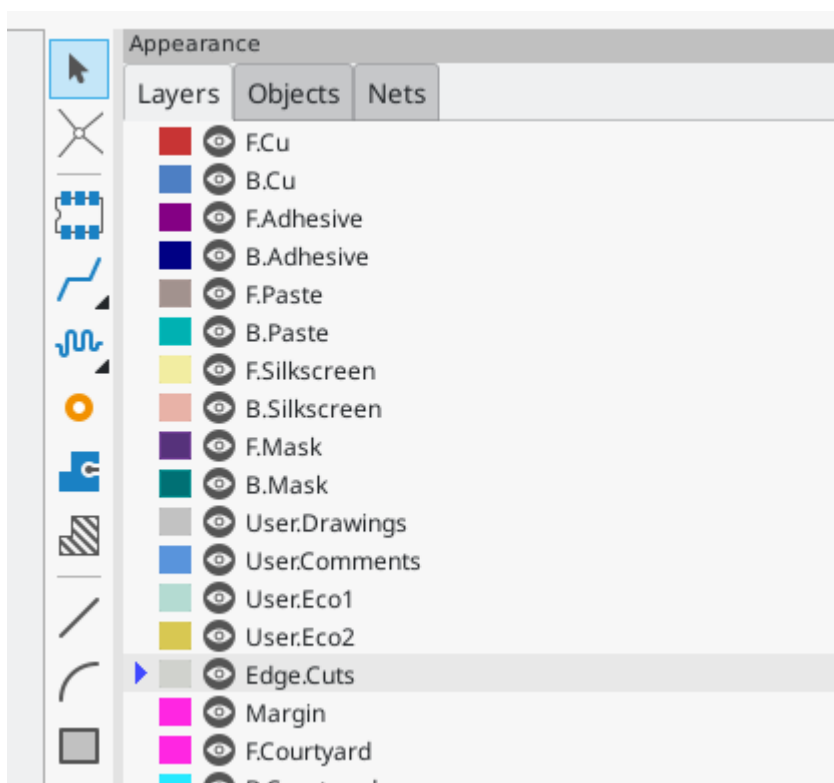 Appearance
Layers Objects Nets
F.Cu
B.Cu
F.Adhesive
B.Adhesive
F.Paste
B.Paste
F.Silkscreen
B.Silkscreen
F.Mask
B.Mask
User.Drawings
User.Comments
User.Eco1
User.Eco2
Edge.Cuts
Margin
F.Courtyard